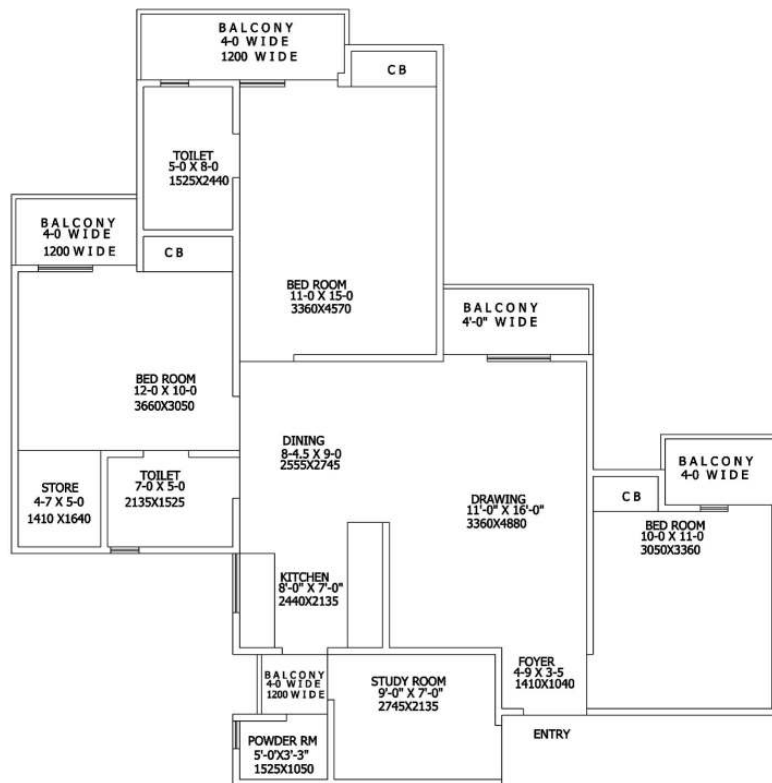 BALCONY
4-0 WIDE
1200 WIDE
CB
TOILET
5-0 X 8-0
1525X2440
BALCONY
4-0 WIDE
1200 WIDE
CB
BED ROOM
11-0 X 15-0
3360X4570
BALCONY
4'-0" WIDE
BED ROOM
12-0 X 10-0
3660X3050
DINING
8-4.5 X 9-0
2555X2745
BALCONY
4-0 WIDE
STORE
4-7 X 5-0
1410 X1640
TOILET
7-0 X 5-0
2135X1525
DRAWING
11'-0" X 16'-0"
3360X4880
CB
BED ROOM
10-0 X 11-0
3050X3360
KITCHEN
8'-0" X 7'-0"
2440X2135
BALCONY
4-0 WIDE
1200 WIDE
STUDY ROOM
9'-0" X 7'-0"
2745X2135
FOYER
4-9 X 3-5
1410X1040
POWDER RM
5'-0'X3'-3"
1525X1050
ENTRY